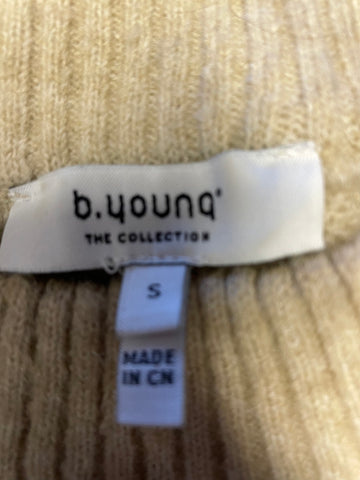 b.young
THE COLLECTION
S
MADE
IN CN